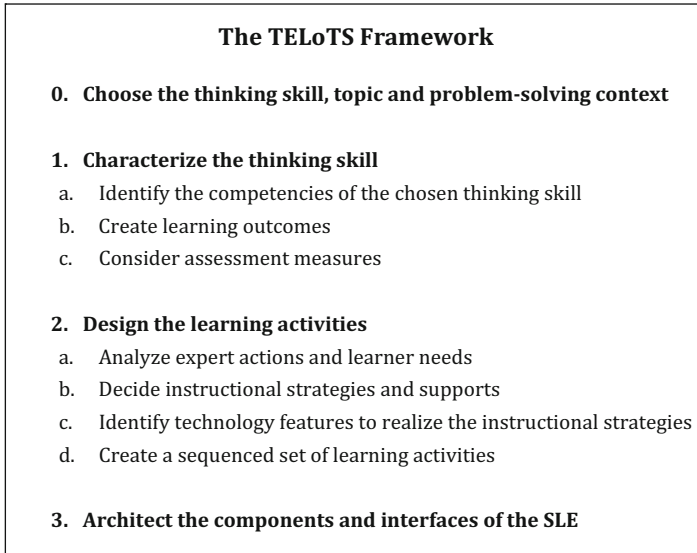 The TELoTS Framework
0. Choose the thinking skill, topic and problem-solving context
1. Characterize the thinking skill
a. Identify the competencies of the chosen thinking skill
b. Create learning outcomes
c. Consider assessment measures
2. Design the learning activities
a. Analyze expert actions and learner needs
b. Decide instructional strategies and supports
c. Identify technology features to realize the instructional strategies
d. Create a sequenced set of learning activities
3. Architect the components and interfaces of the SLE